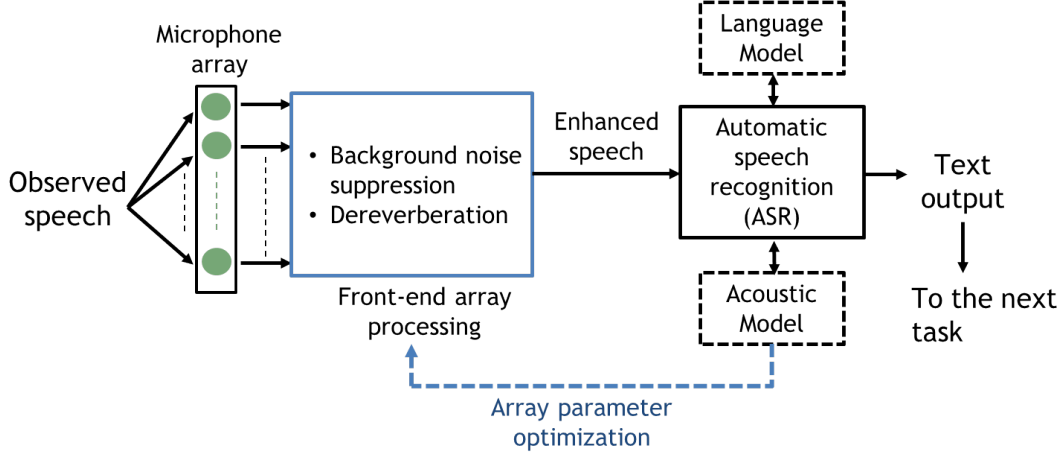 Microphone
array
Observed
speech
• Background noise
suppression
• Dereverberation
Front-end array
processing
Enhanced
speech
Language
Model
Automatic
speech
recognition
(ASR)
Acoustic
Model
Text
output
To the next
task
Array parameter
optimization